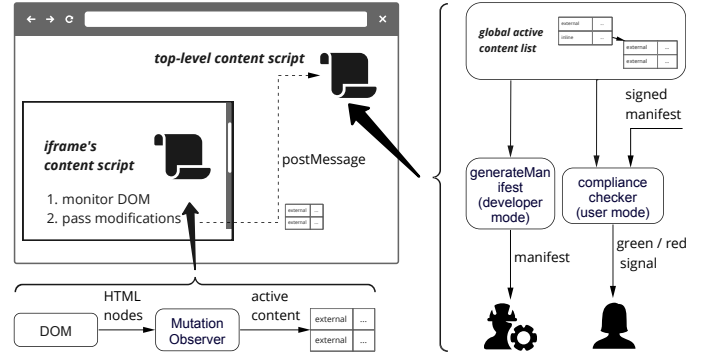 top-level content script
iframe's
content script
1. monitor DOM
2. pass modifications
postMessage
external ...
external ...
HTML
nodes
active
content
DOM
Mutation
Observer
external ...
external ...
global active
content list
external ...
inline ...
external ...
external ...
signed
manifest
generateMan
ifest
(developer
mode)
compliance
checker
(user mode)
manifest
green / red
signal